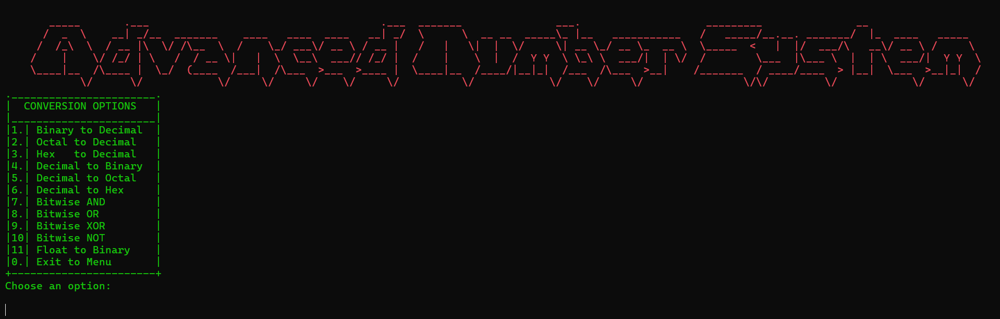 Advanced Number System
CONVERSION OPTIONS
1. Binary to Decimal
2. Octal to Decimal
3. Hex to Decimal
4. Decimal to Binary
5. Decimal to Octal
6. Decimal to Hex
7. Bitwise AND
8. Bitwise OR
9. Bitwise XOR
10 Bitwise NOT
11 Float to Binary
0. Exit to Menu
Choose an option: